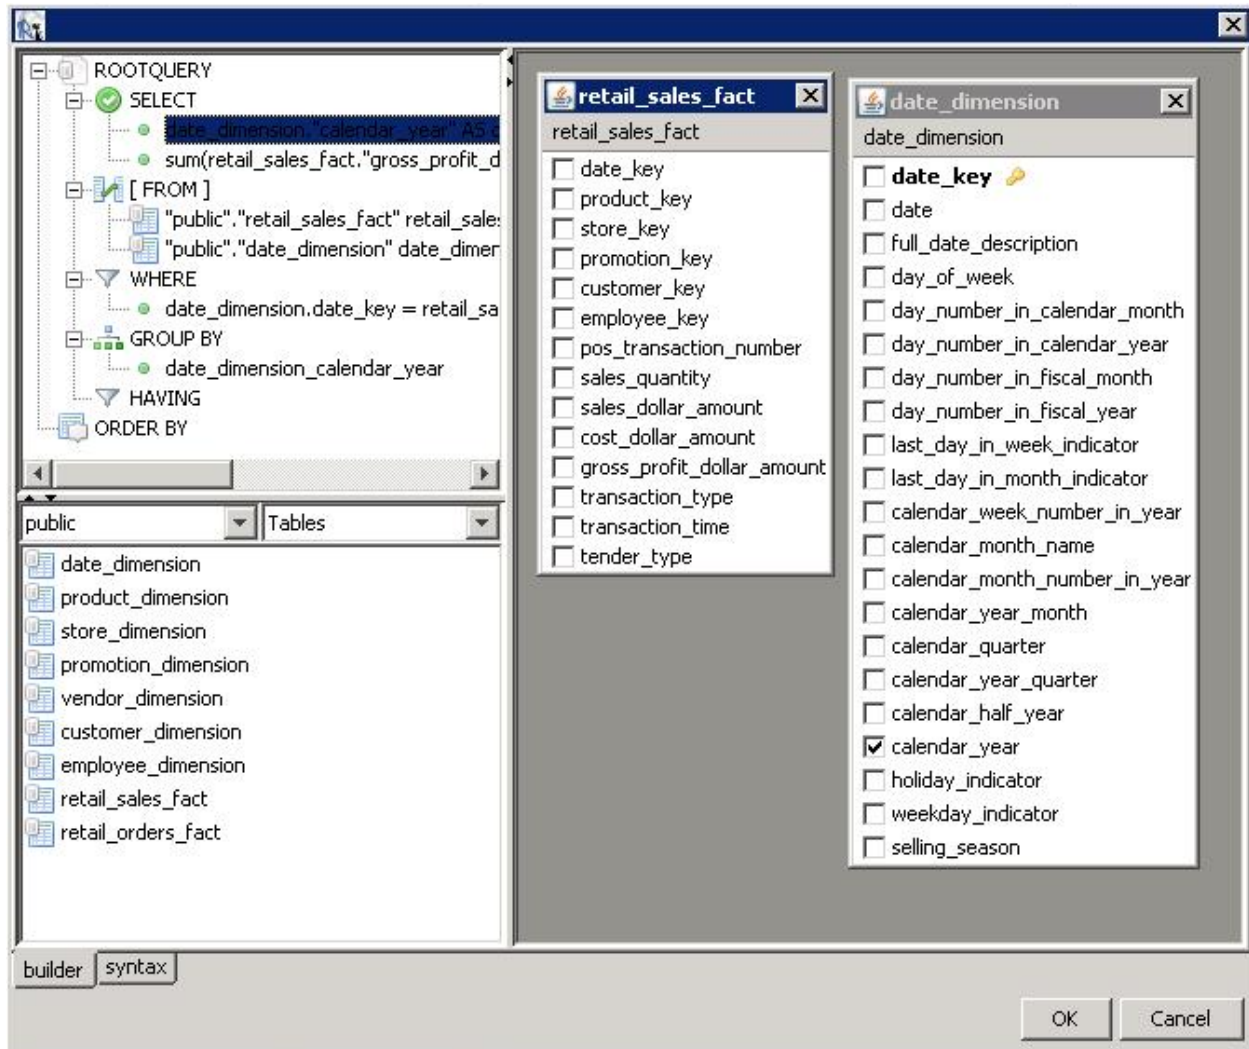 ROOTQUERY
SELECT
date_dimension."calendar_year" AS c
sum(retail_sales_fact."gross_profit_d
[ FROM ]
"public"."retail_sales_fact" retail_sales
"public"."date_dimension" date_dimen
WHERE
date_dimension.date_key = retail_sa
GROUP BY
date_dimension_calendar_year
HAVING
ORDER BY
public
Tables
date_dimension
product_dimension
store_dimension
promotion_dimension
vendor_dimension
customer_dimension
employee_dimension
retail_sales_fact
retail_orders_fact
retail_sales_fact
retail_sales_fact
date_key
product_key
store_key
promotion_key
customer_key
employee_key
pos_transaction_number
sales_quantity
sales_dollar_amount
cost_dollar_amount
gross_profit_dollar_amount
transaction_type
transaction_time
tender_type
date_dimension
date_dimension
date_key
date
full_date_description
day_of_week
day_number_in_calendar_month
day_number_in_calendar_year
day_number_in_fiscal_month
day_number_in_fiscal_year
last_day_in_week_indicator
last_day_in_month_indicator
calendar_week_number_in_year
calendar_month_name
calendar_month_number_in_year
calendar_year_month
calendar_quarter
calendar_year_quarter
calendar_half_year
calendar_year
holiday_indicator
weekday_indicator
selling_season
builder
syntax
OK
Cancel